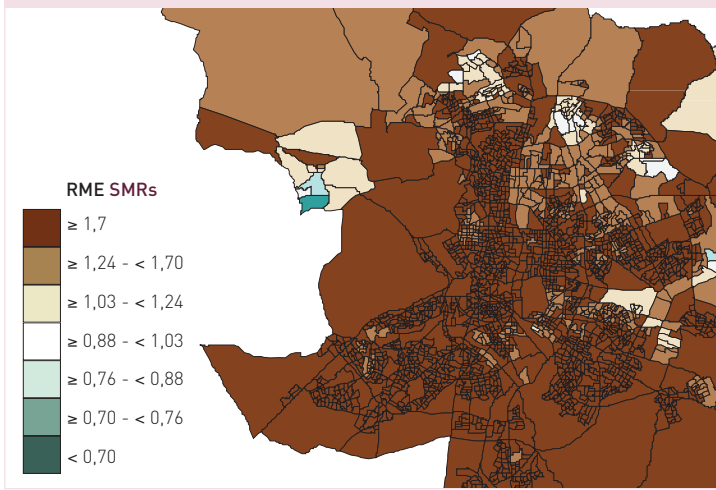 RME SMRs
≥ 1,7
≥ 1,24 - < 1,70
≥ 1,03 - < 1,24
≥ 0,88 - < 1,03
≥ 0,76 - < 0,88
≥ 0,70 - < 0,76
< 0,70